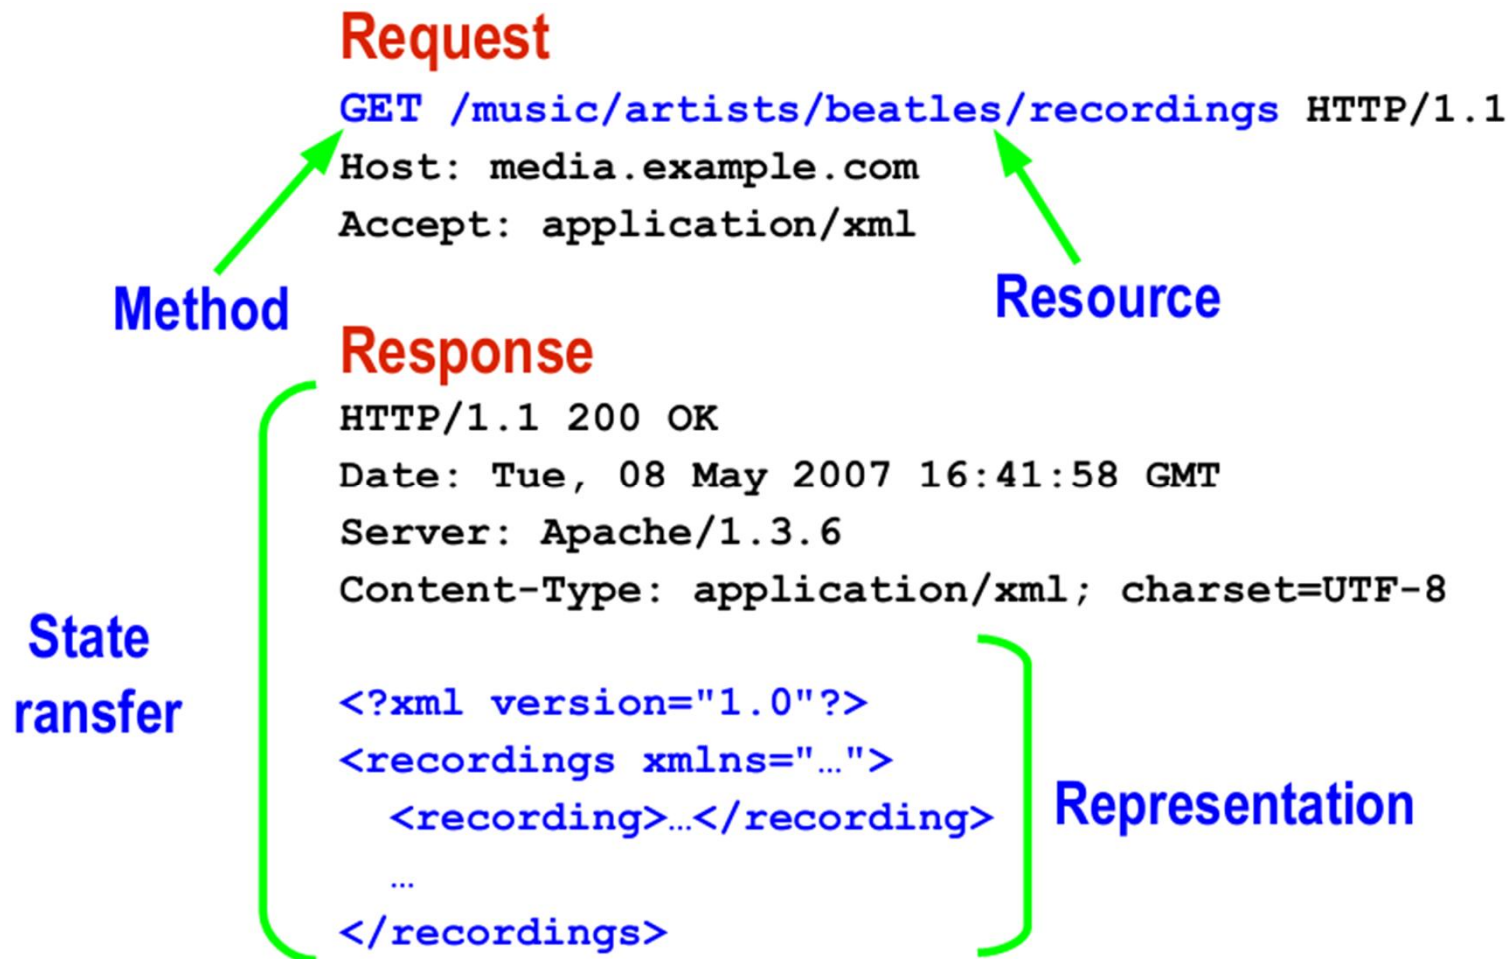 Request
GET /music/artists/beatles/recordings HTTP/1.1
Host: media.example.com
Accept: application/xml
Method
Resource
Response
HTTP/1.1 200 OK
Date: Tue, 08 May 2007 16:41:58 GMT
Server: Apache/1.3.6
Content-Type: application/xml; charset=UTF-8
State
ransfer
<?xml version="1.0"?>
<recordings xmlns="…">
<recording>…</recording>
…
</recordings>
Representation